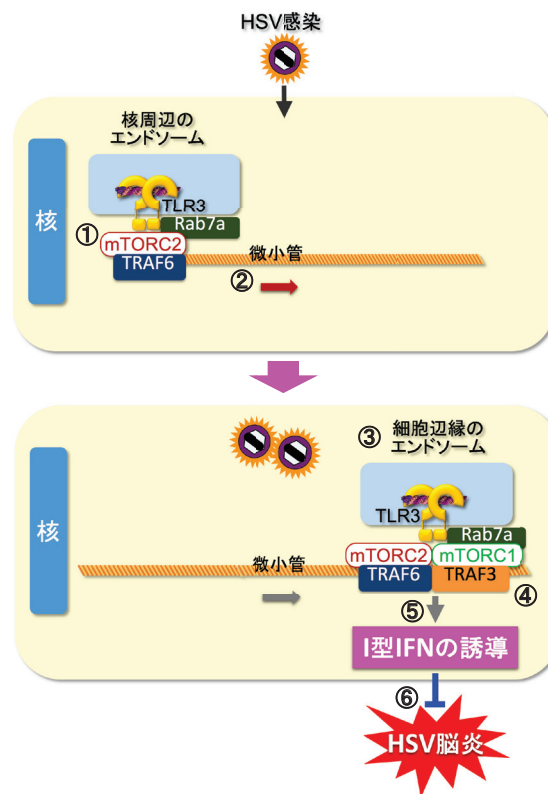 HSV感染
核周辺の
エンドソーム
核
TLR3
Rab7a
①
mTORC2
TRAF6
微小管
②
③
細胞辺縁の
エンドソーム
核
TLR3
Rab7a
mTORC2
mTORC1
微小管
TRAF6
TRAF3
④
⑤
I型IFNの誘導
⑥
HSV脳炎